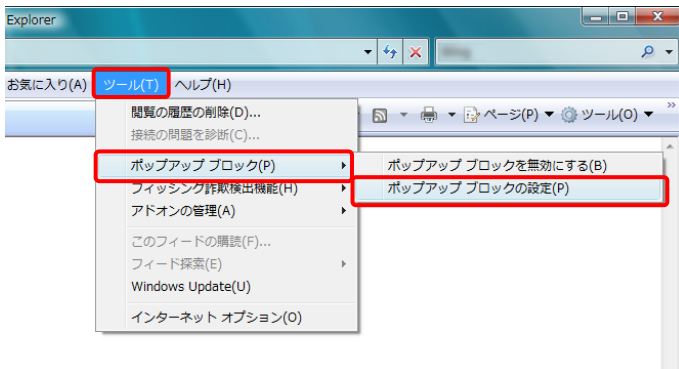 Explorer
お気に入り(A) ツール(T) ヘルプ(H)
ページ(P) ツール(O)
閲覧の履歴の削除(D)...
接続の問題を診断(C)...
ポップアップ ブロック(P)
ポップアップ ブロックを無効にする(B)
フィッシング詐欺検出機能(H)
ポップアップ ブロックの設定(P)
アドオンの管理(A)
このフィードの購読(F)...
フィード探索(E)
Windows Update(U)
インターネット オプション(O)